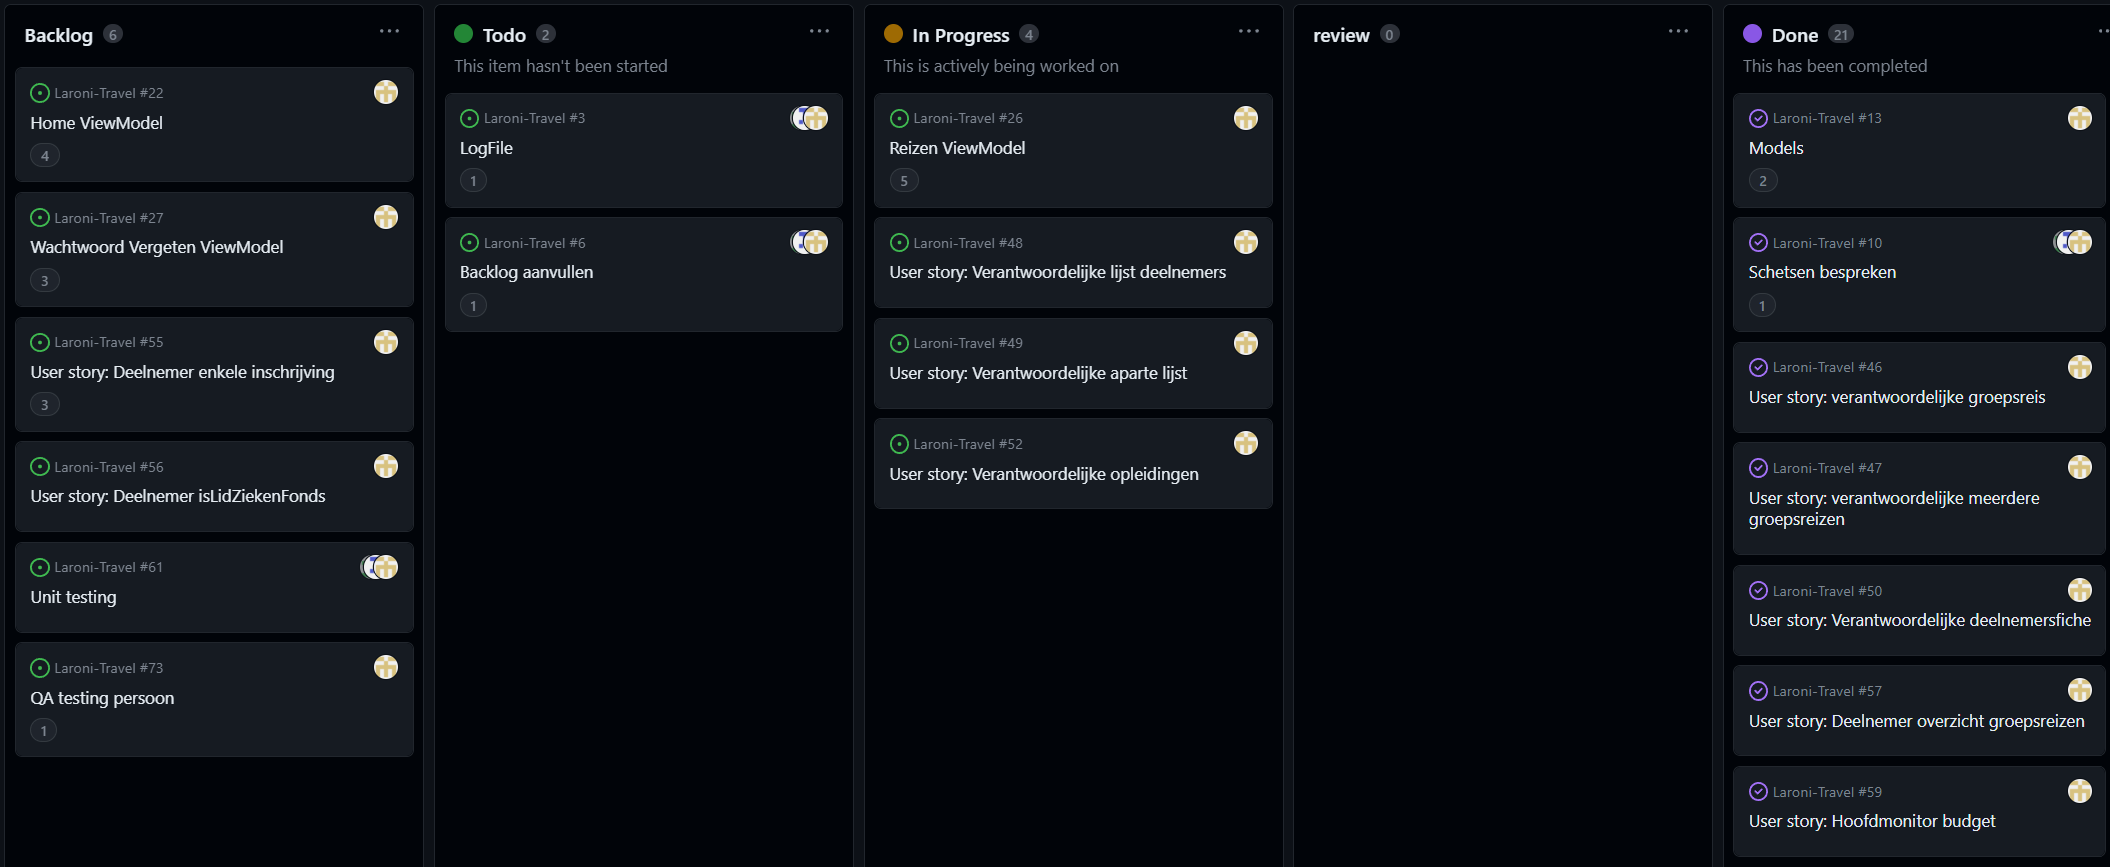 Backlog 6
Laroni-Travel #22
Home ViewModel
4
Laroni-Travel #27
Wachtwoord Vergeten ViewModel
3
Laroni-Travel #55
User story: Deelnemer enkele inschrijving
3
Laroni-Travel #56
User story: Deelnemer isLidZiekenFonds
Laroni-Travel #61
Unit testing
Laroni-Travel #73
QA testing persoon
1
Todo 2
This item hasn't been started
Laroni-Travel #3
LogFile
1
Laroni-Travel #6
Backlog aanvullen
1
In Progress 4
This is actively being worked on
Laroni-Travel #26
Reizen ViewModel
5
Laroni-Travel #48
User story: Verantwoordelijke lijst deelnemers
Laroni-Travel #49
User story: Verantwoordelijke aparte lijst
Laroni-Travel #52
User story: Verantwoordelijke opleidingen
review 0
Done 21
This has been completed
Laroni-Travel #13
Models
2
Laroni-Travel #10
Schetsen bespreken
1
Laroni-Travel #46
User story: verantwoordelijke groepsreis
Laroni-Travel #47
User story: verantwoordelijke meerdere
groepsreizen
Laroni-Travel #50
User story: Verantwoordelijke deelnemersfiche
Laroni-Travel #57
User story: Deelnemer overzicht groepsreizen
Laroni-Travel #59
User story: Hoofdmonitor budget